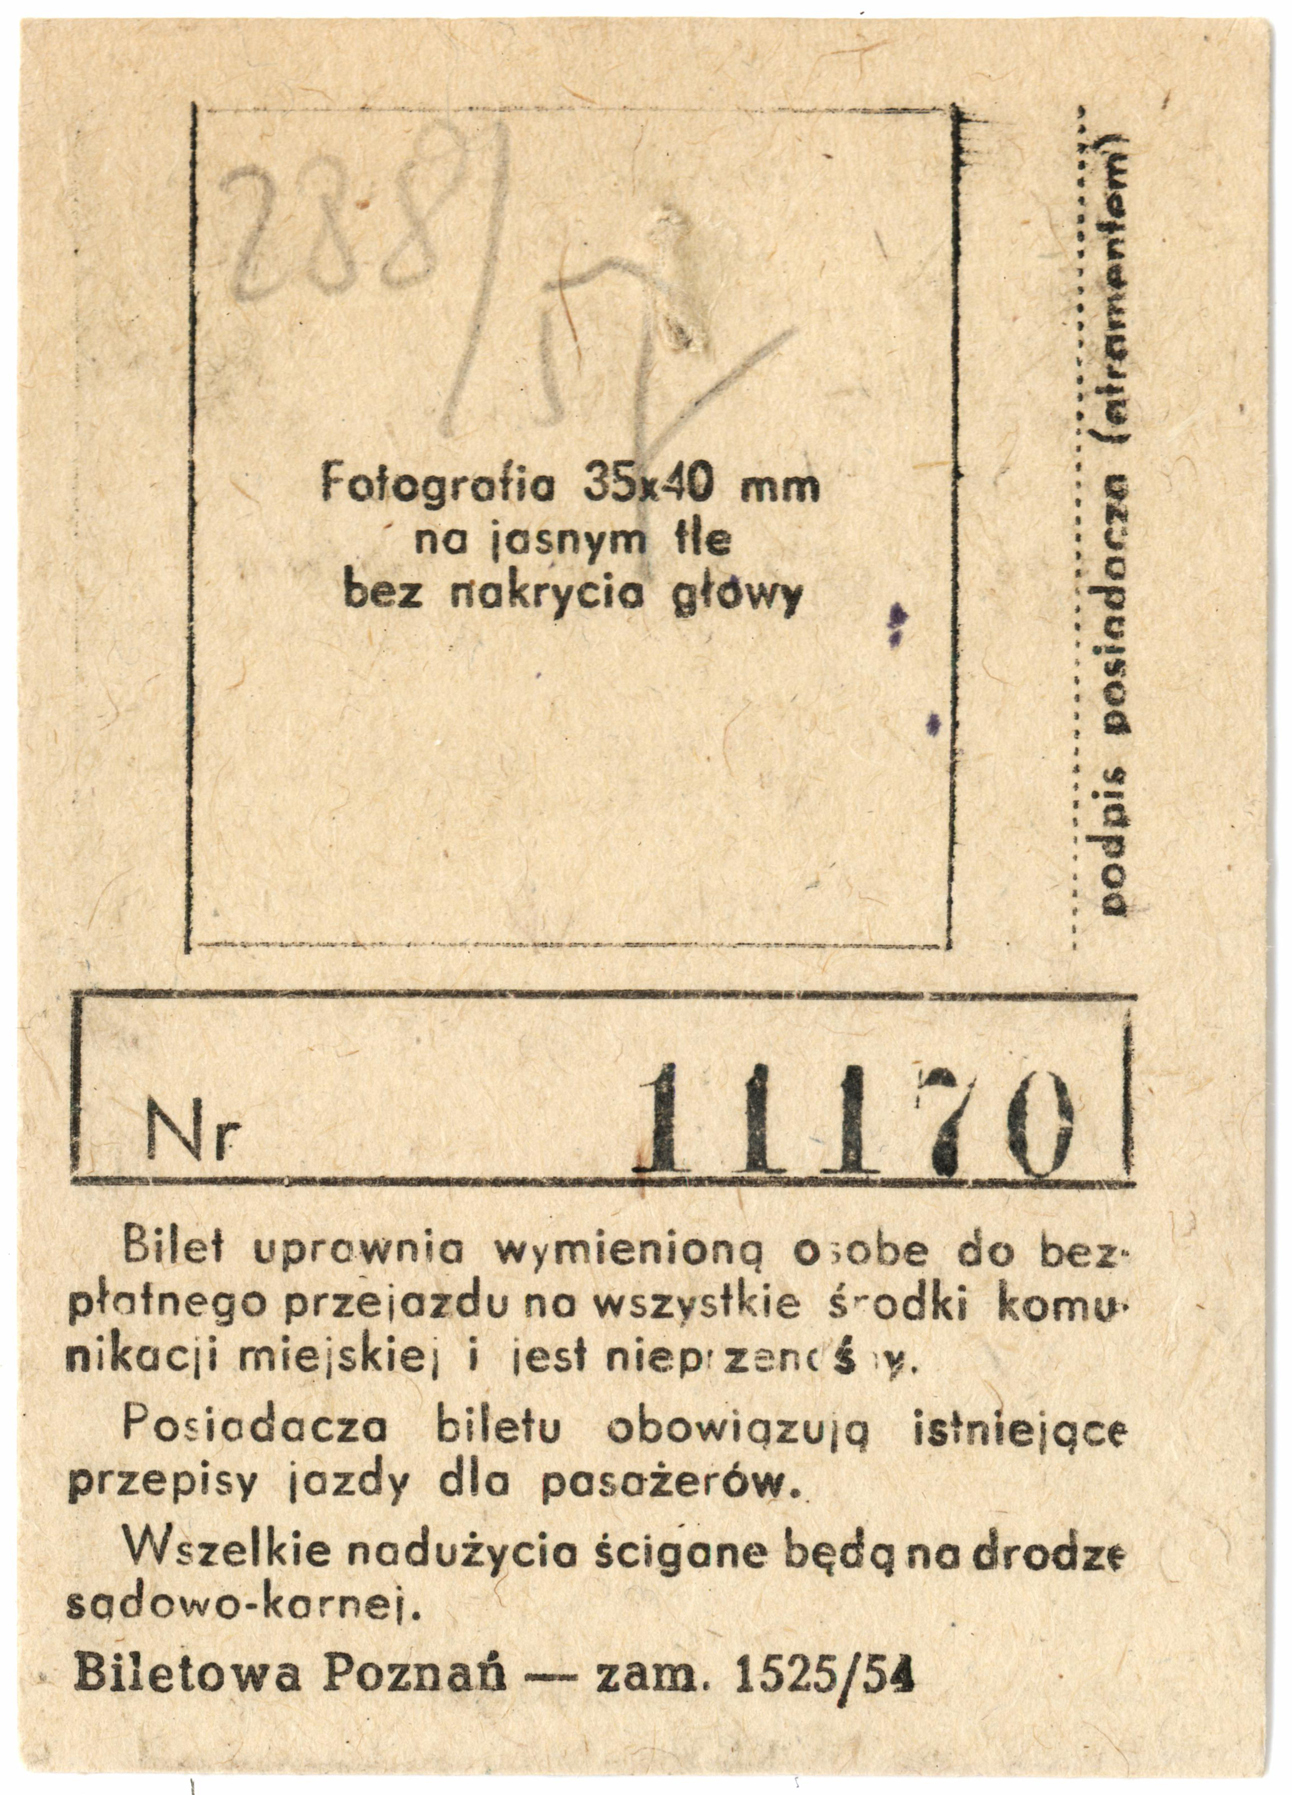 288/57
Fotografia 35x40 mm
na jasnym tle
bez nakrycia głowy
podpis posiadacza (atramentem)
Nr 11170
Bilet uprawnia wymienioną osobe do bez-
płatnego przejazdu na wszystkie środki komu-
nikacji miejskiej i jest nieprzenośny.
Posiadacza biletu obowiązują istniejące
przepisy jazdy dla pasażerów.
Wszelkie nadużycia ścigane będą na drodze
sądowo-karnej.
Biletowa Poznań — zam. 1525/54